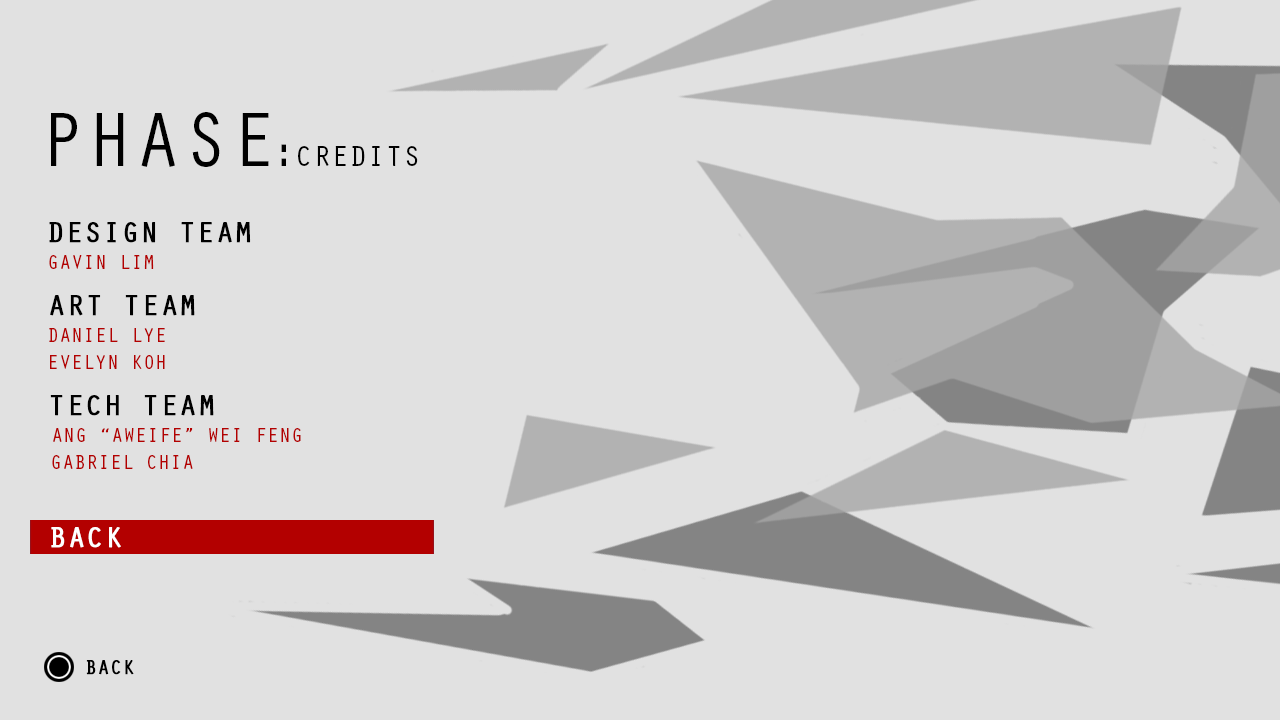 PHASE:CREDITS
DESIGN TEAM
GAVIN LIM
ART TEAM
DANIEL LYE
EVELYN KOH
TECH TEAM
ANG “AWEIFE” WEI FENG
GABRIEL CHIA
BACK
BACK